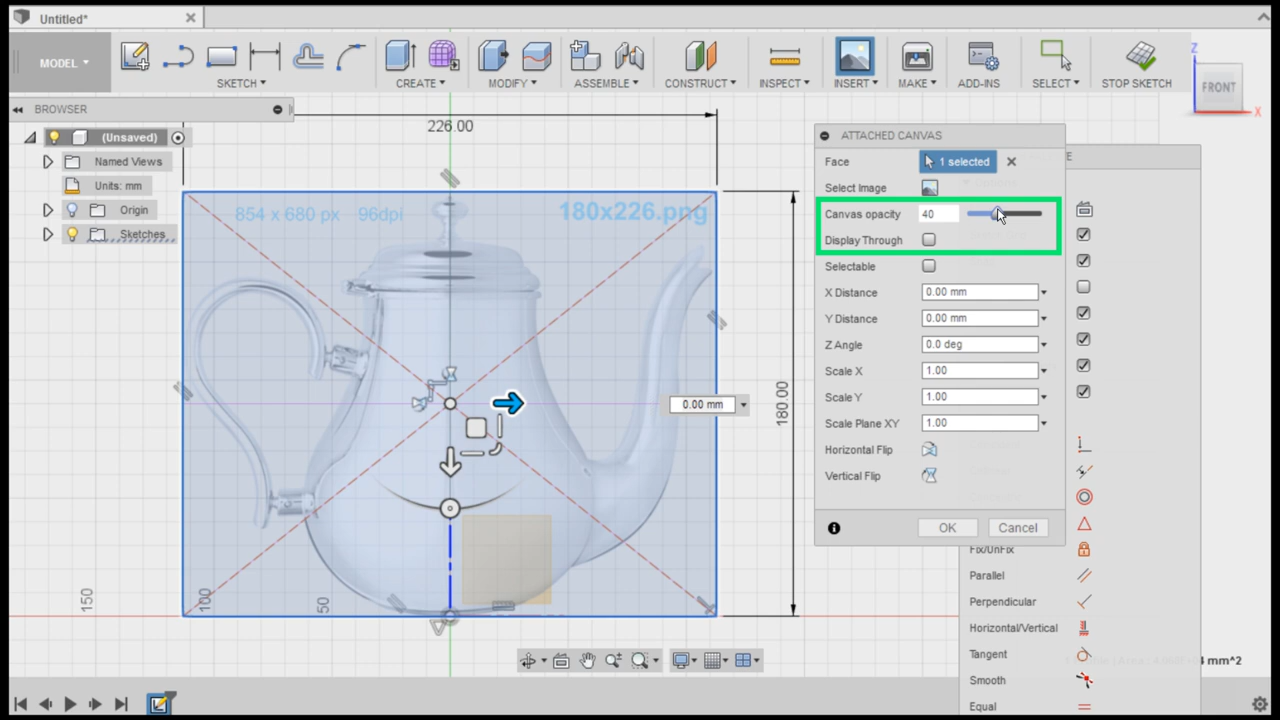 Untitled*
MODEL
SKETCH
CREATE
MODIFY
ASSEMBLE
CONSTRUCT
INSPECT
INSERT
MAKE
ADD-INS
SELECT
STOP SKETCH
Z
FRONT
X
BROWSER
(Unsaved)
Named Views
Units: mm
Origin
Sketches
226.00
854 x 680 px 96dpi
180x226.png
180.00
0.00 mm
150
100
50
ATTACHED CANVAS
Face
1 selected
Select Image
Canvas opacity
40
Display Through
Selectable
X Distance
0.00 mm
Y Distance
0.00 mm
Z Angle
0.0 deg
Scale X
1.00
Scale Y
1.00
Scale Plane XY
1.00
Horizontal Flip
Vertical Flip
OK
Cancel
E
Fix/UnFix
Parallel
Perpendicular
Horizontal/Vertical
Tangent
mm^2
Smooth
Equal